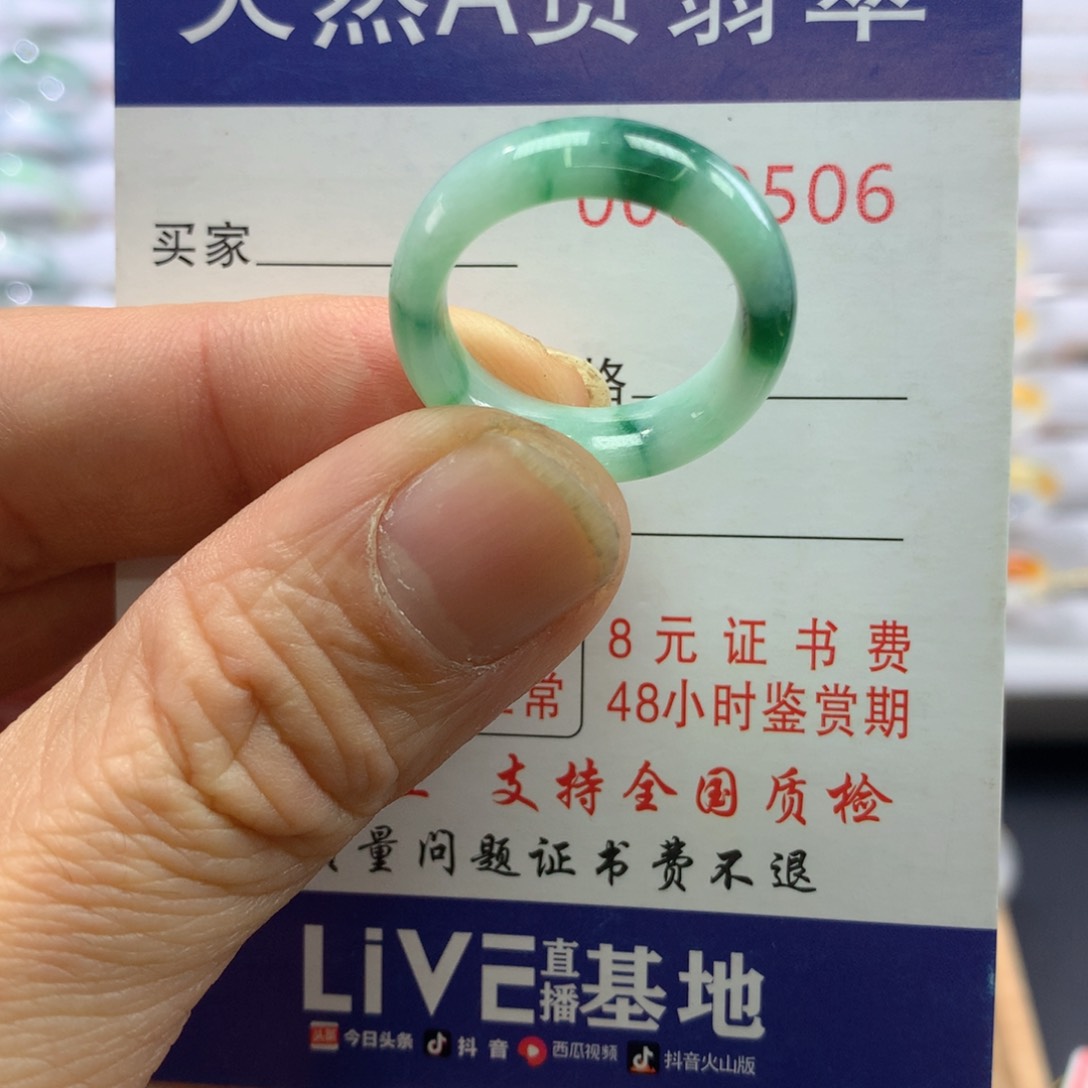 天然A货翡翠
506
买家
格
8元证书费
常
48小时鉴赏期
支持全国质检
量问题证书费不退
LiVE直播基地
头条 今日头条 抖音 西瓜视频 抖音火山版